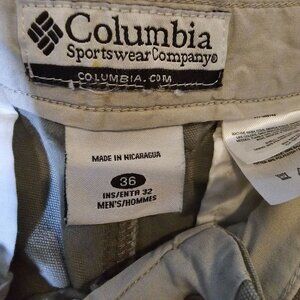 Columbia
Sportswear Company®
COLUMBIA.COM
MADE IN NICARAGUA
36
INS/ENTR 32
MEN'S/HOMMES